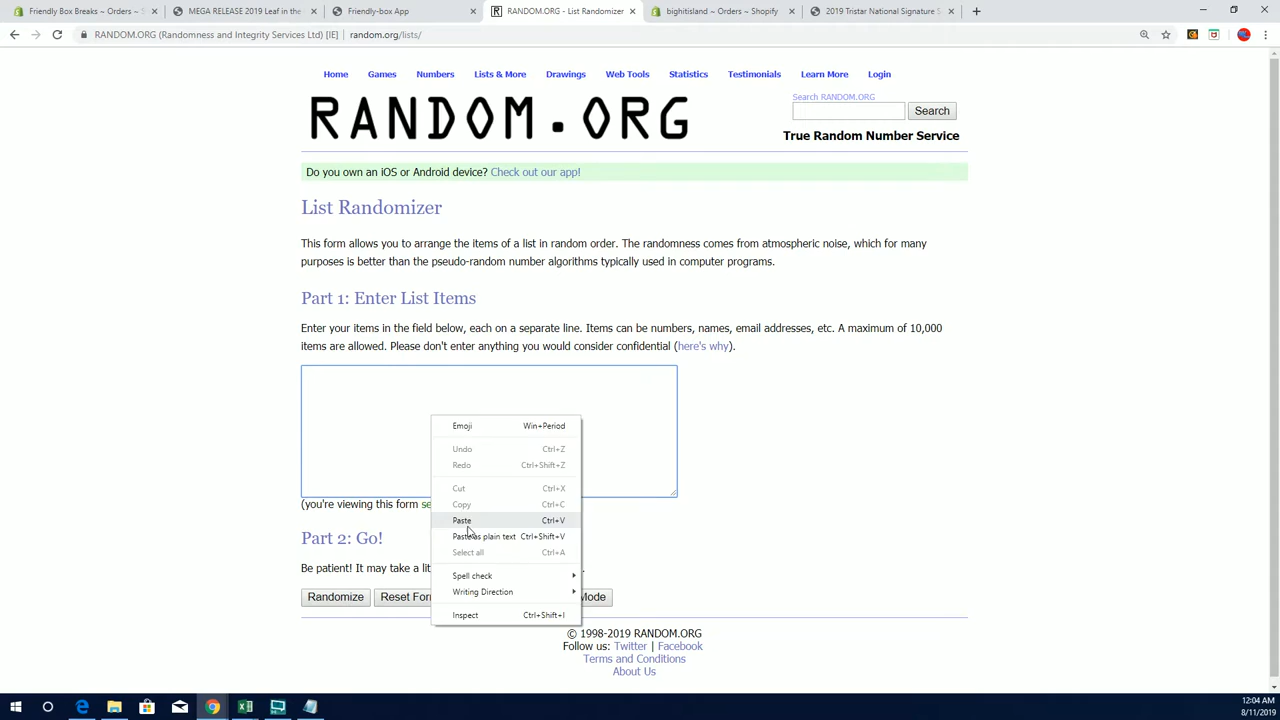 Friendly Box Breaks ~ Orders ~ S
MEGA RELEASE 2019 Leaf in the
Friendly-box App
RANDOM.ORG - List Randomizer
bighitisland ~ Orders ~ Shopify
2019 Tristar National Signature S
RANDOM.ORG (Randomness and Integrity Services Ltd) [IE] | random.org/lists/
Home Games Numbers Lists & More Drawings Web Tools Statistics Testimonials Learn More Login
RANDOM.ORG
Search RANDOM.ORG
Search
True Random Number Service
Do you own an iOS or Android device? Check out our app!
List Randomizer
This form allows you to arrange the items of a list in random order. The randomness comes from atmospheric noise, which for many
purposes is better than the pseudo-random number algorithms typically used in computer programs.
Part 1: Enter List Items
Enter your items in the field below, each on a separate line. Items can be numbers, names, email addresses, etc. A maximum of 10,000
items are allowed. Please don't enter anything you would consider confidential (here's why).
Emoji Win+Period
Undo Ctrl+Z
Redo Ctrl+Shift+Z
Cut Ctrl+X
Copy Ctrl+C
Paste Ctrl+V
Paste as plain text Ctrl+Shift+V
Select all Ctrl+A
Spell check
Writing Direction
Inspect Ctrl+Shift+I
(you're viewing this form se
Part 2: Go!
Be patient! It may take a lit
Randomize Reset For Mode
© 1998-2019 RANDOM.ORG
Follow us: Twitter | Facebook
Terms and Conditions
About Us
12:04 AM
8/11/2019